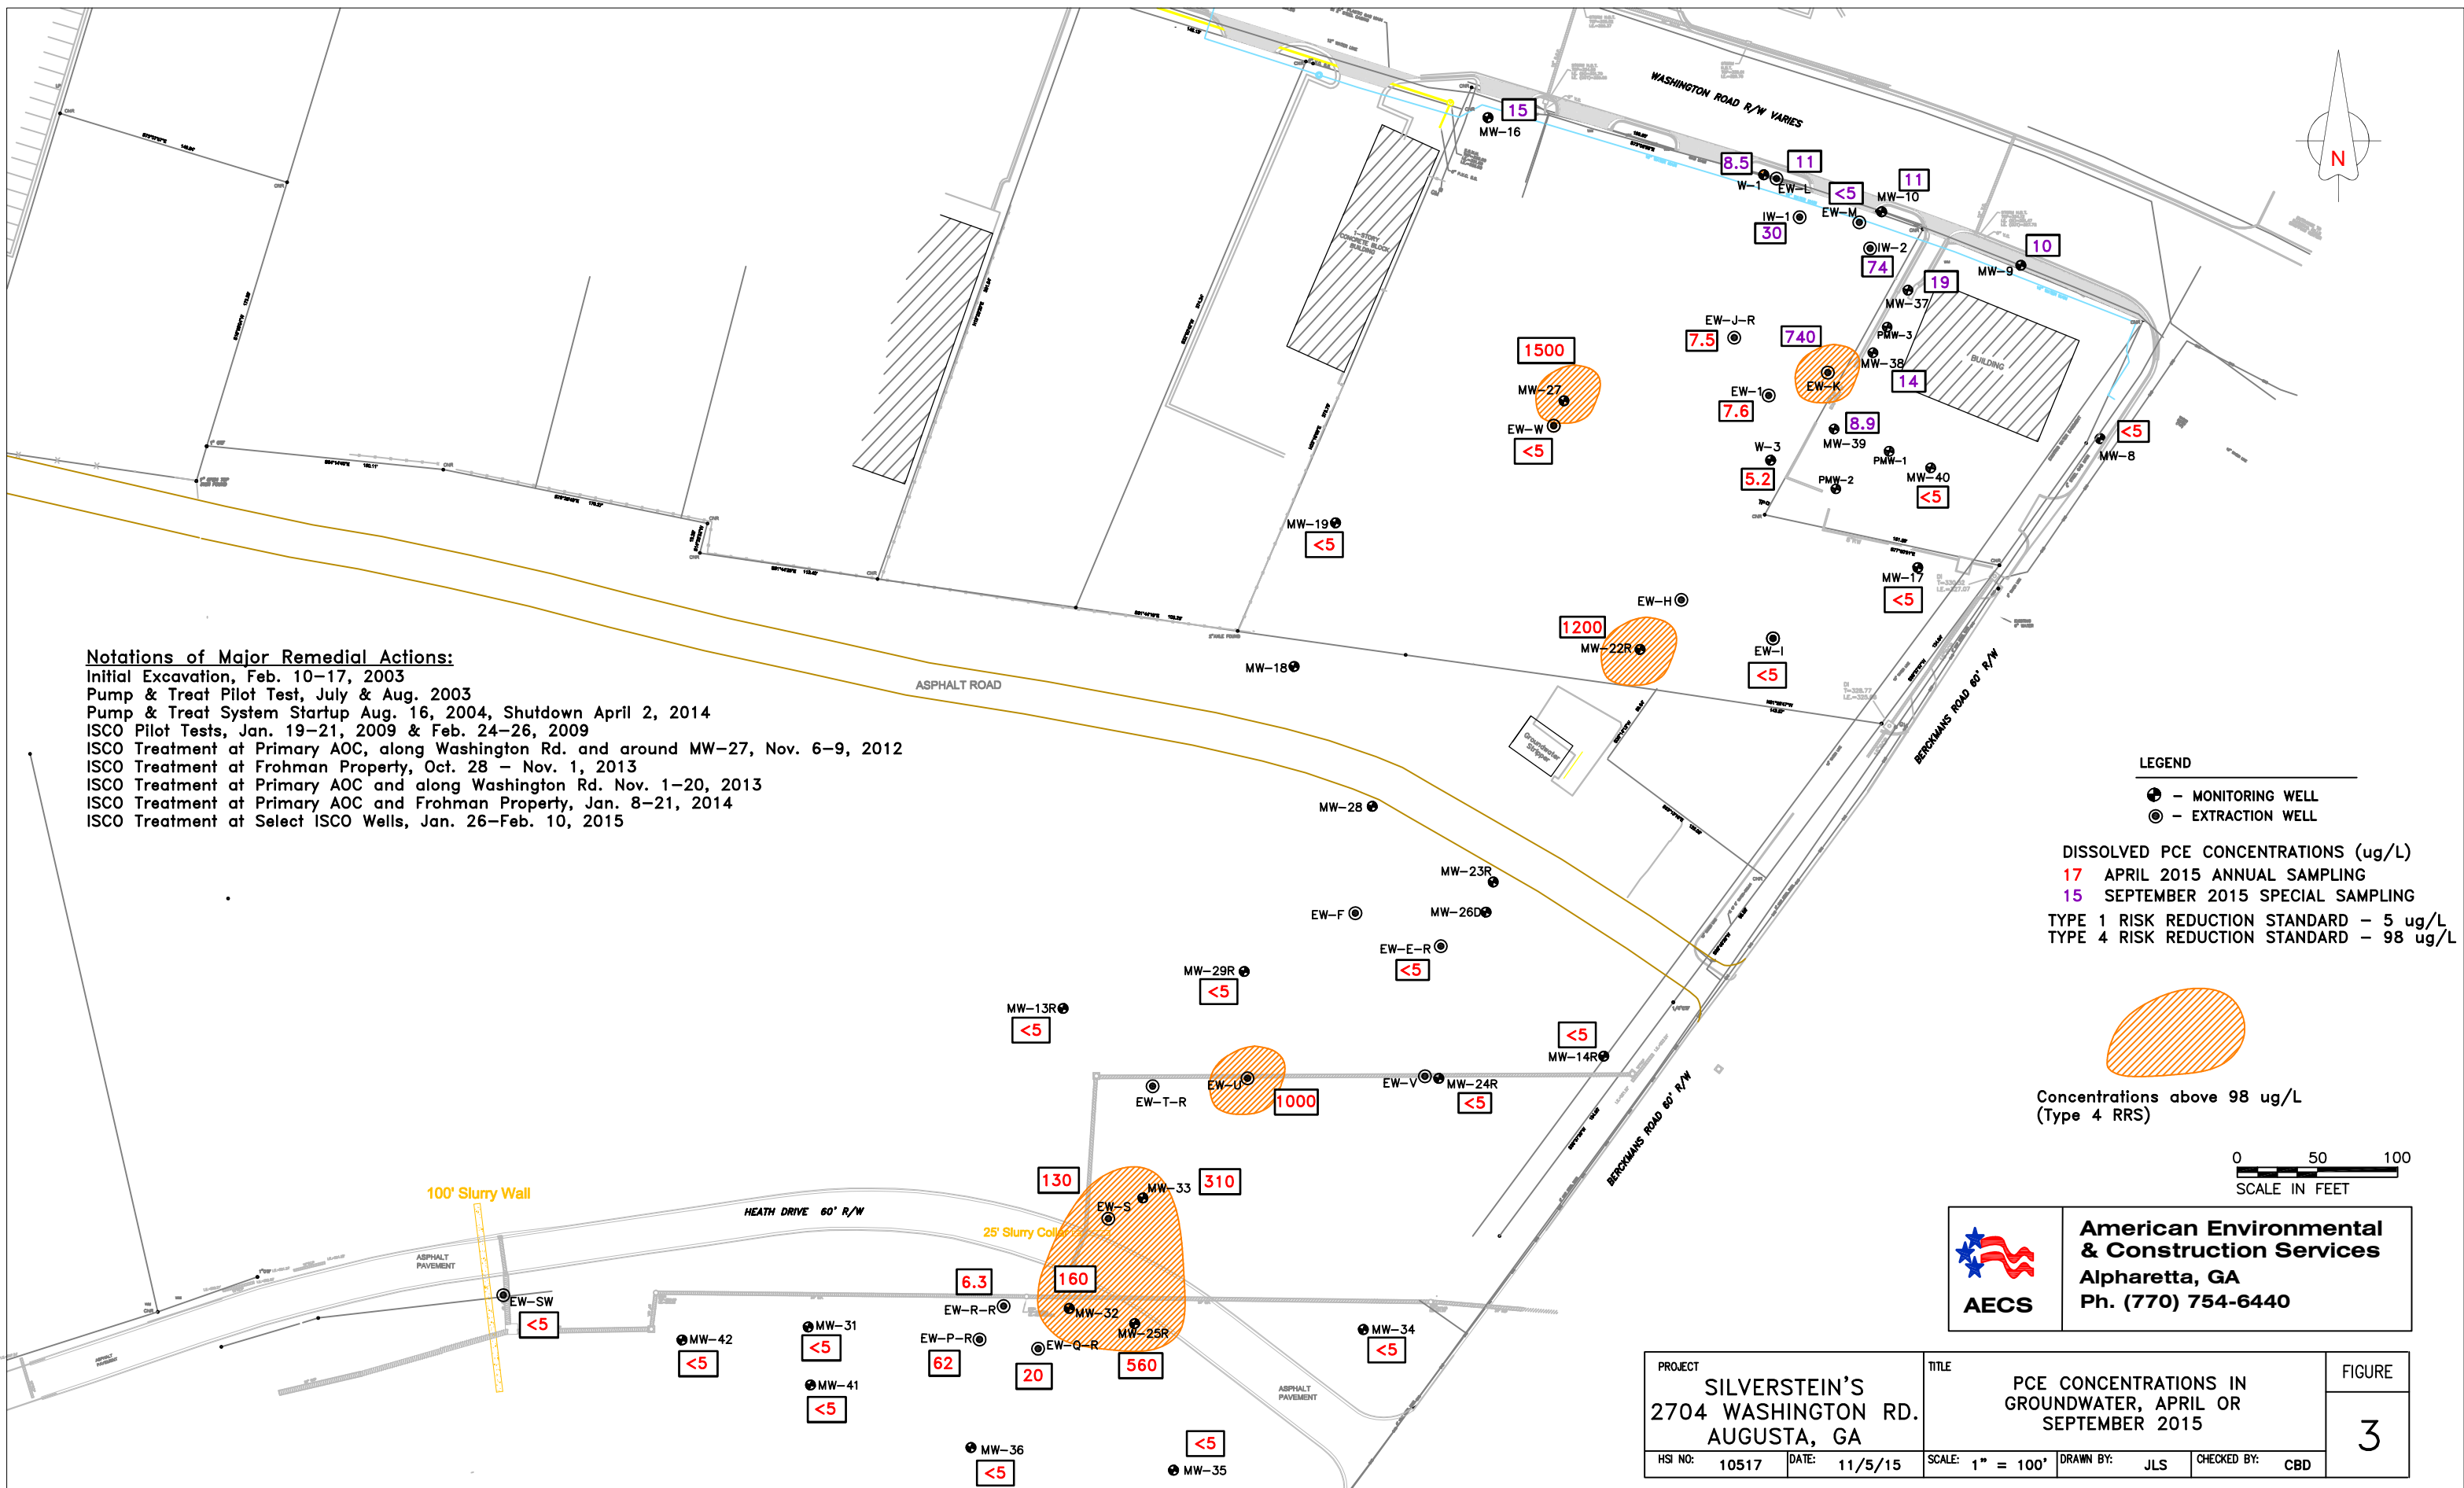 WASHINGTON ROAD R/W VARIES
N
15
MW-16
8.5
11
W-1
EW-L
<5
11
MW-10
EW-M
IW-1
30
IW-2
74
10
MW-9
19
MW-37
1-STORY
CONCRETE BLOCK
BUILDING
EW-J-R
7.5
740
PMW-3
MW-38
EW-K
14
BUILDING
1500
MW-27
EW-W
<5
EW-1
7.6
8.9
MW-39
W-3
5.2
PMW-1
PMW-2
MW-40
<5
<5
MW-8
MW-19
<5
MW-17
<5
EW-H
1200
MW-22R
EW-I
<5
MW-18
ASPHALT ROAD
Groundwater
Stripper
BERCKMANS ROAD 60' R/W
Notations of Major Remedial Actions:
Initial Excavation, Feb. 10-17, 2003
Pump & Treat Pilot Test, July & Aug. 2003
Pump & Treat System Startup Aug. 16, 2004, Shutdown April 2, 2014
ISCO Pilot Tests, Jan. 19-21, 2009 & Feb. 24-26, 2009
ISCO Treatment at Primary AOC, along Washington Rd. and around MW-27, Nov. 6-9, 2012
ISCO Treatment at Frohman Property, Oct. 28 - Nov. 1, 2013
ISCO Treatment at Primary AOC and along Washington Rd. Nov. 1-20, 2013
ISCO Treatment at Primary AOC and Frohman Property, Jan. 8-21, 2014
ISCO Treatment at Select ISCO Wells, Jan. 26-Feb. 10, 2015
MW-28
MW-23R
MW-26D
EW-F
EW-E-R
<5
MW-29R
<5
MW-13R
<5
<5
MW-14R
EW-T-R
EW-U
1000
EW-V
MW-24R
<5
BERCKMANS ROAD 60' R/W
LEGEND
- MONITORING WELL
- EXTRACTION WELL
DISSOLVED PCE CONCENTRATIONS (ug/L)
17 APRIL 2015 ANNUAL SAMPLING
15 SEPTEMBER 2015 SPECIAL SAMPLING
TYPE 1 RISK REDUCTION STANDARD - 5 ug/L
TYPE 4 RISK REDUCTION STANDARD - 98 ug/L
Concentrations above 98 ug/L
(Type 4 RRS)
0 50 100
SCALE IN FEET
130
310
MW-33
EW-S
100' Slurry Wall
HEATH DRIVE 60' R/W
25' Slurry
ASPHALT
PAVEMENT
ASPHALT
PAVEMENT
EW-SW
<5
6.3
160
EW-R-R
MW-32
MW-25R
560
EW-P-R
62
EW-Q-R
20
MW-42
<5
MW-31
<5
MW-41
<5
MW-34
<5
ASPHALT
PAVEMENT
MW-36
<5
<5
MW-35
AECS
American Environmental
& Construction Services
Alpharetta, GA
Ph. (770) 754-6440
PROJECT
SILVERSTEIN'S
2704 WASHINGTON RD.
AUGUSTA, GA
TITLE
PCE CONCENTRATIONS IN
GROUNDWATER, APRIL OR
SEPTEMBER 2015
FIGURE
3
HSI NO: 10517
DATE: 11/5/15
SCALE: 1" = 100'
DRAWN BY: JLS
CHECKED BY: CBD